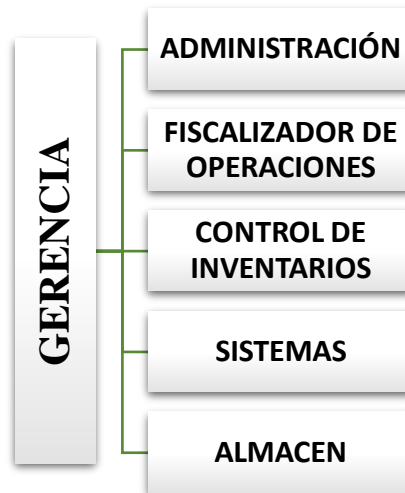 GERENCIA
ADMINISTRACIÓN
FISCALIZADOR DE
OPERACIONES
CONTROL DE
INVENTARIOS
SISTEMAS
ALMACEN